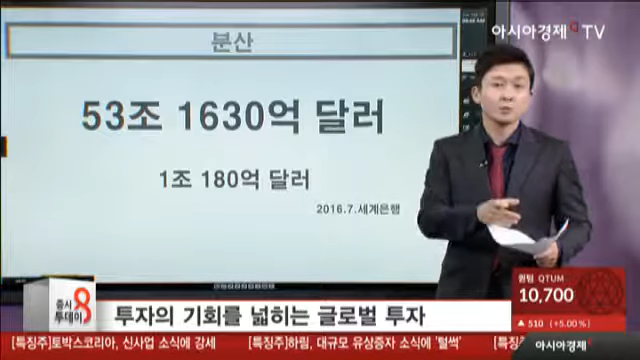 분산
아시아경제 TV
53조 1630억 달러
1조 180억 달러
2016.7.세계은행
퀀텀 QTUM
10,700
▲ 510 (+5.00%)
증시
투데이 8
투자의 기회를 넓히는 글로벌 투자
[특징주]토박스코리아, 신사업 소식에 강세 [특징주]하림, 대규모 유상증자 소식에 '털썩'
아시아경제